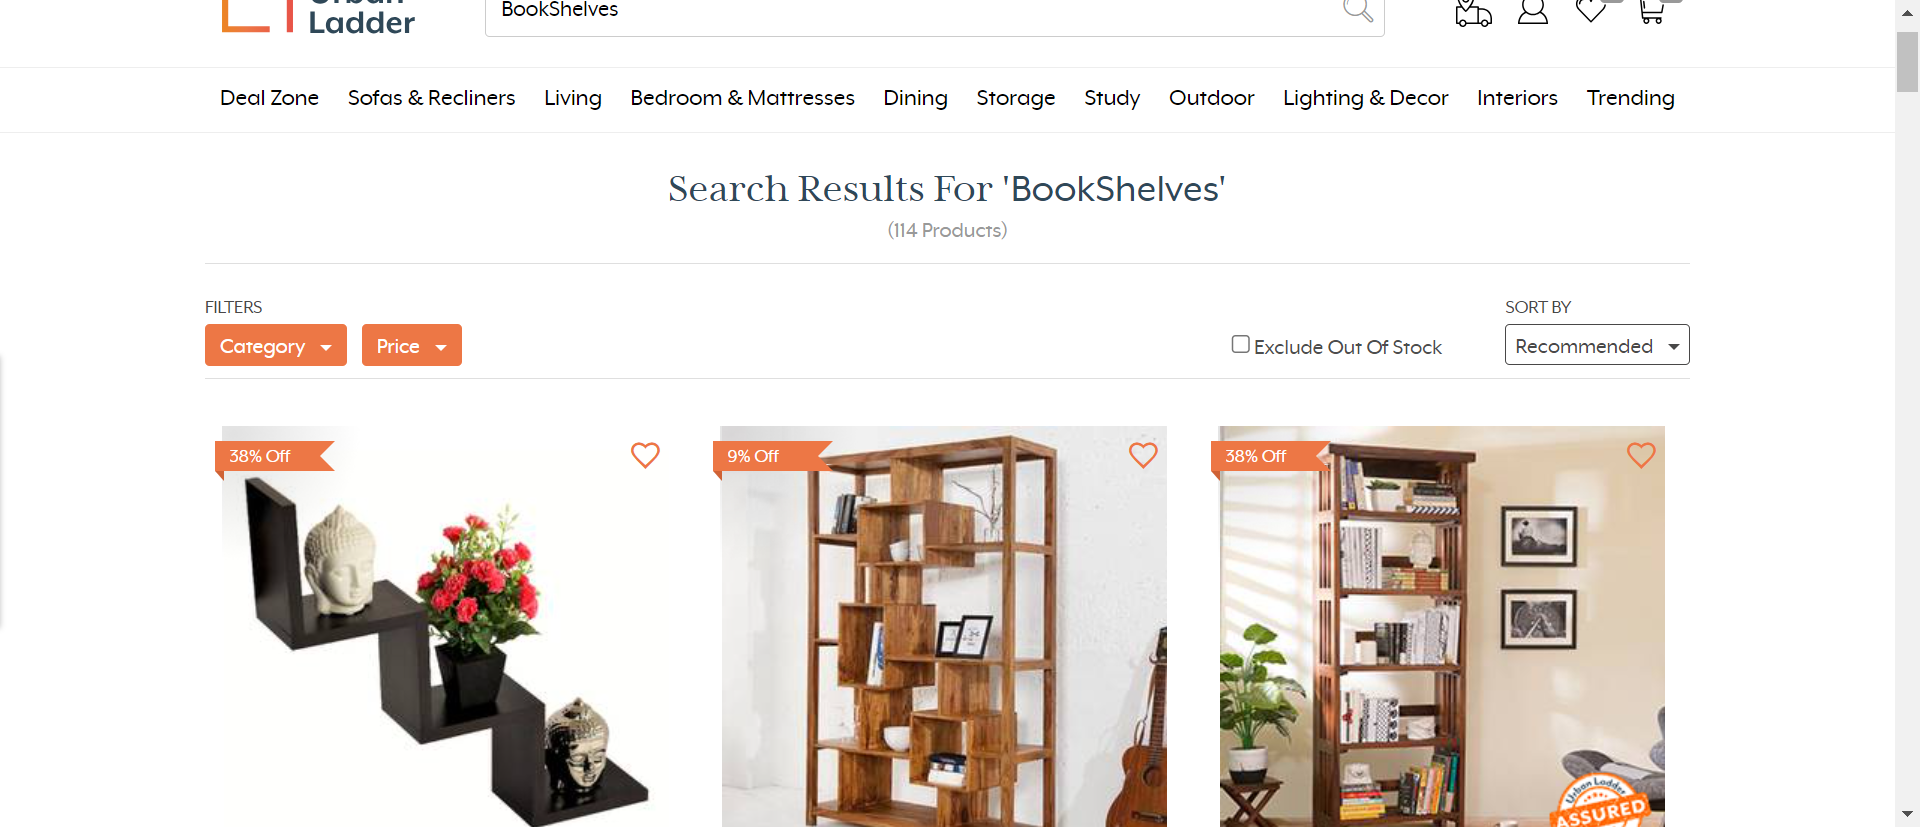 Urban
Ladder
BookShelves
Deal Zone Sofas & Recliners Living Bedroom & Mattresses Dining Storage Study Outdoor Lighting & Decor Interiors Trending
Search Results For 'BookShelves'
(114 Products)
FILTERS
SORT BY
Category Price
Exclude Out Of Stock
Recommended
38% Off
9% Off
38% Off
Urban Ladder
ASSURED